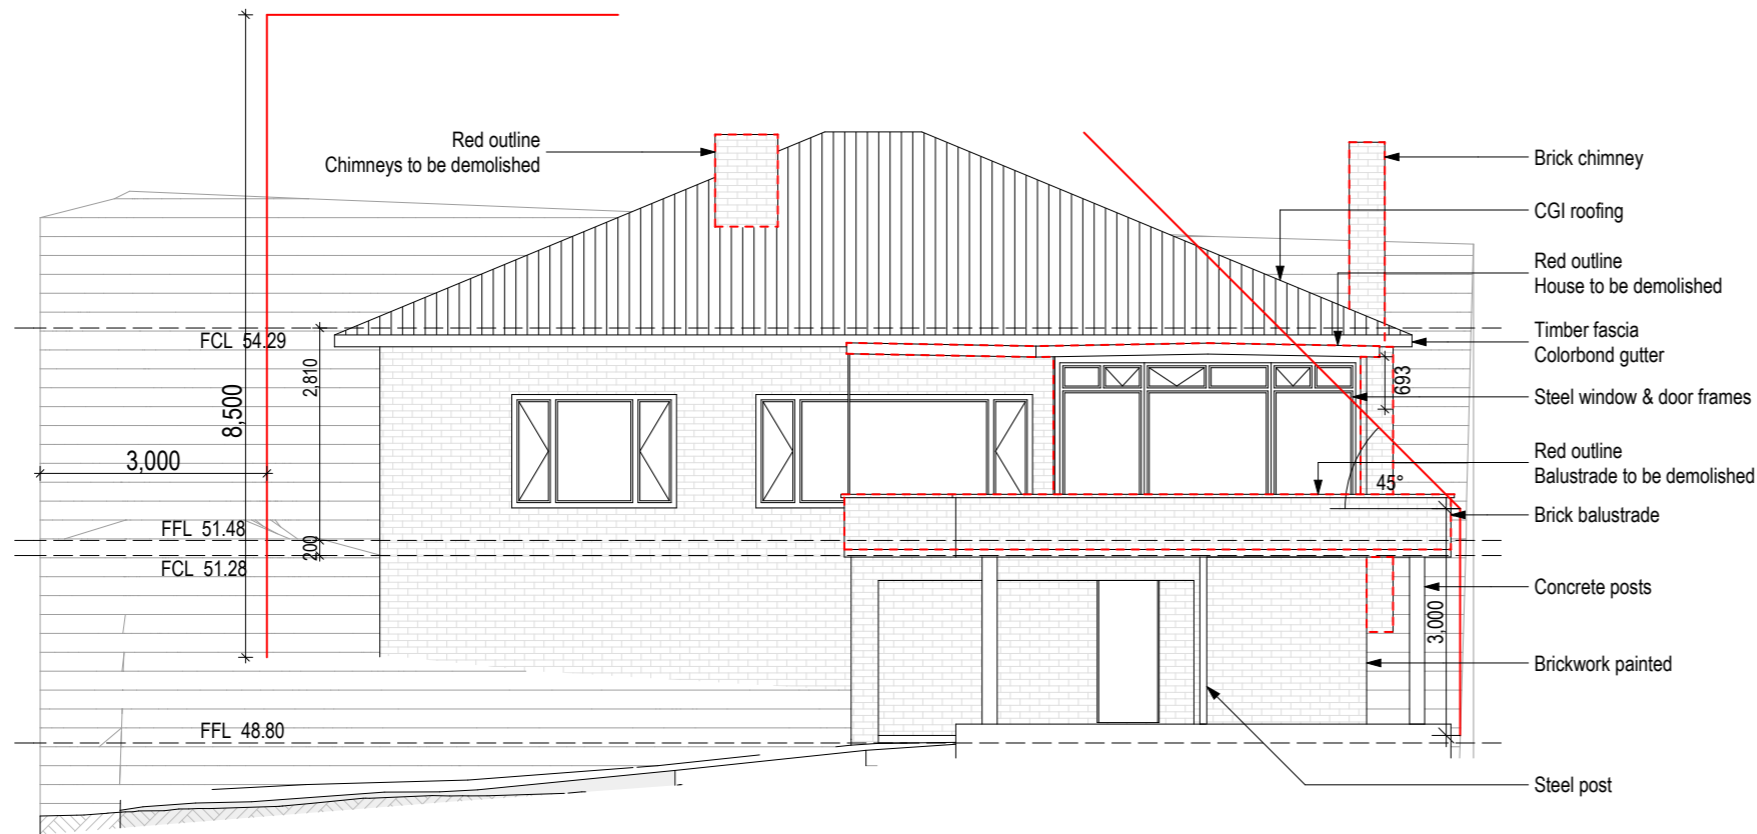 Red outline
Chimneys to be demolished
Brick chimney
CGI roofing
Red outline
House to be demolished
Timber fascia
Colorbond gutter
Steel window & door frames
Red outline
Balustrade to be demolished
Brick balustrade
Concrete posts
Brickwork painted
Steel post
FCL 54.29
2,810
8,500
3,000
FFL 51.48
200
FCL 51.28
FFL 48.80
693
45°
3,000